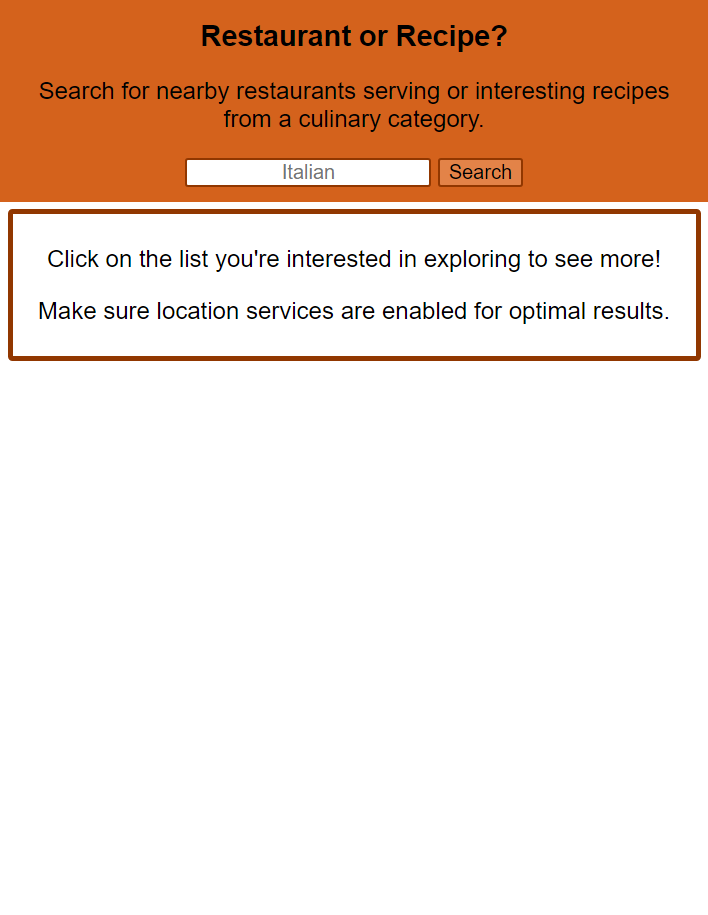 Restaurant or Recipe?
Search for nearby restaurants serving or interesting recipes
from a culinary category.
Italian Search
Click on the list you're interested in exploring to see more!
Make sure location services are enabled for optimal results.